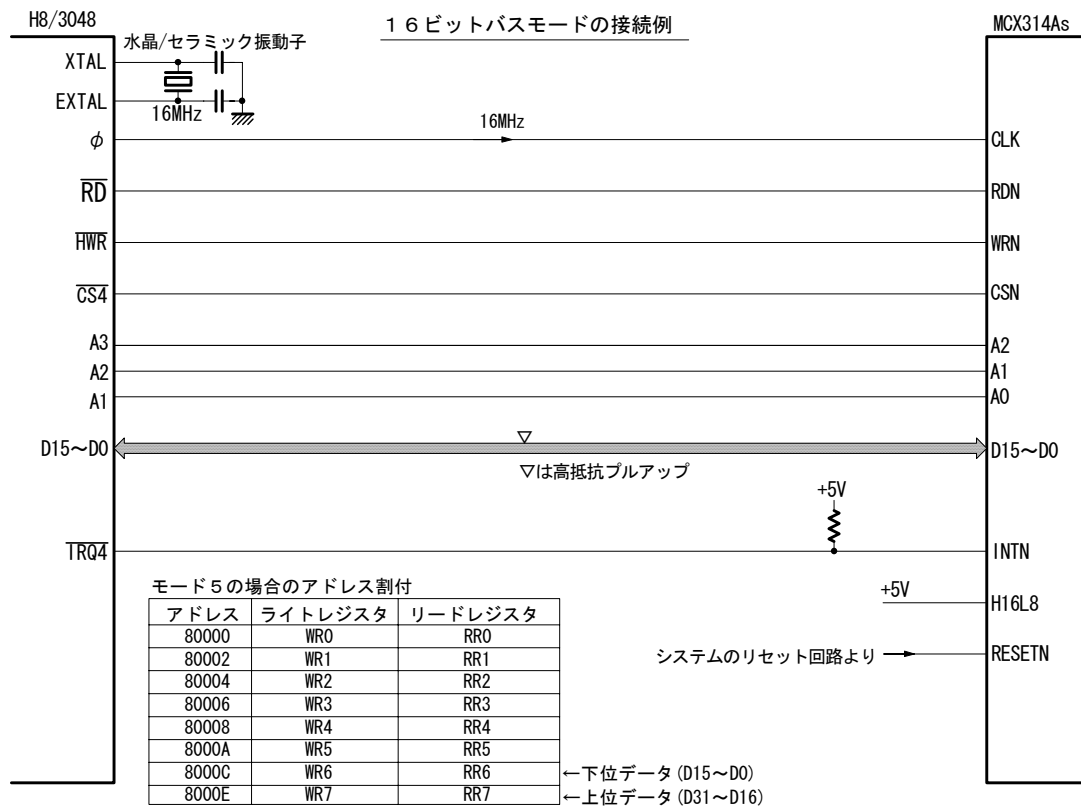 H8/3048 １６ビットバスモードの接続例 MCX314As
水晶/セラミック振動子
XTAL
EXTAL
16MHz
φ 16MHz CLK
RD RDN
HWR WRN
CS4 CSN
A3 A2
A2 A1
A1 A0
D15～D0 ▽ D15～D0
▽は高抵抗プルアップ
+5V
IRQ4 INTN
モード５の場合のアドレス割付
+5V H16L8
アドレス ライトレジスタ リードレジスタ
80000 WR0 RR0
システムのリセット回路より RESETN
80002 WR1 RR1
80004 WR2 RR2
80006 WR3 RR3
80008 WR4 RR4
8000A WR5 RR5
8000C WR6 RR6 ←下位データ(D15～D0)
8000E WR7 RR7 ←上位データ(D31～D16)